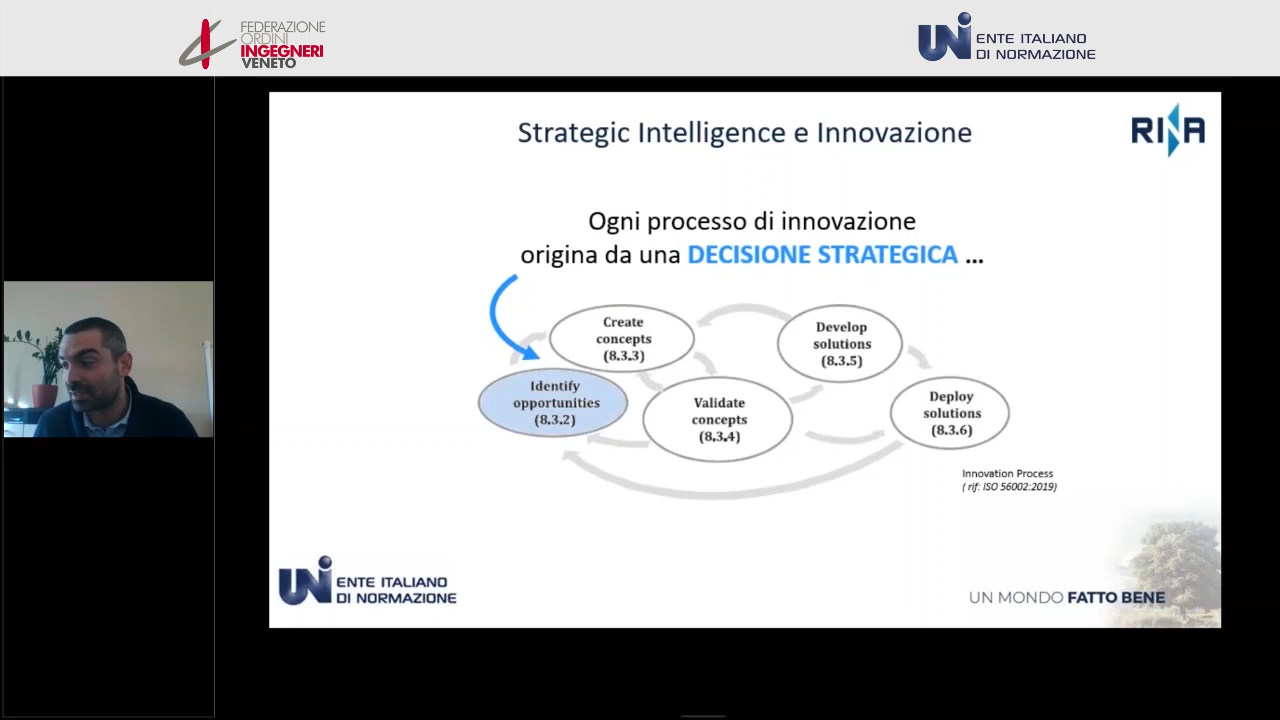 FEDERAZIONE
ORDINI
INGEGNERI
VENETO
UNI
ENTE ITALIANO
DI NORMAZIONE
Strategic Intelligence e Innovazione
RINA
Ogni processo di innovazione
origina da una DECISIONE STRATEGICA ...
Create
concepts
(8.3.3)
Develop
solutions
(8.3.5)
Identify
opportunities
(8.3.2)
Validate
concepts
(8.3.4)
Deploy
solutions
(8.3.6)
Innovation Process
( rif: ISO 56002:2019)
UNI
ENTE ITALIANO
DI NORMAZIONE
UN MONDO FATTO BENE